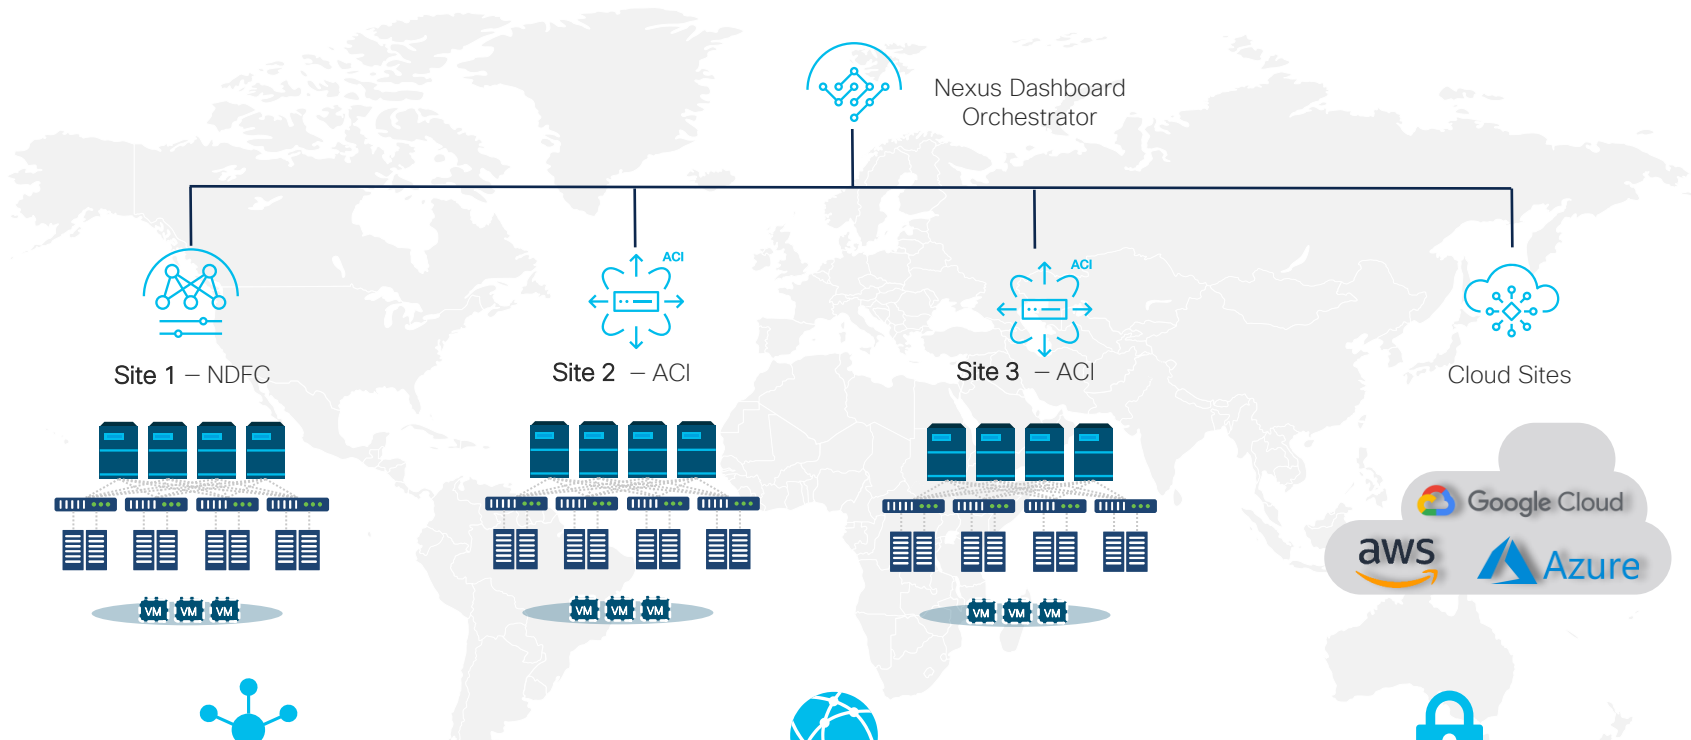 Nexus Dashboard
Orchestrator
ACI
ACI
Site 1 – NDFC
Site 2 – ACI
Site 3 – ACI
Cloud Sites
Google Cloud
aws
Azure
VM VM VM
VM VM VM
VM VM VM